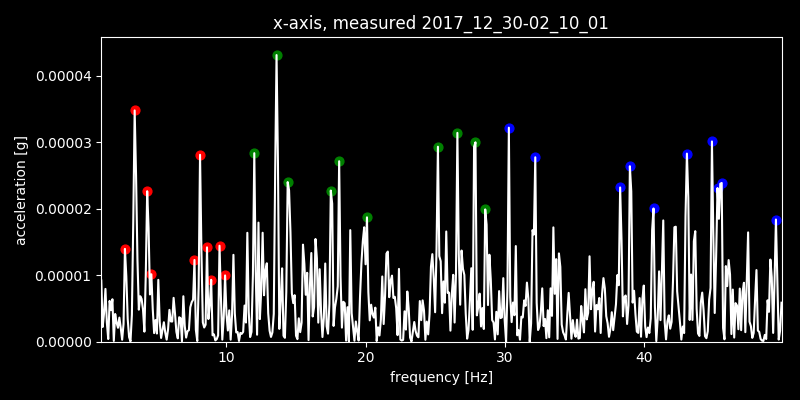 x-axis, measured 2017_12_30-02_10_01
acceleration [g]
0.00004
0.00003
0.00002
0.00001
0.00000
10 20 30 40
frequency [Hz]